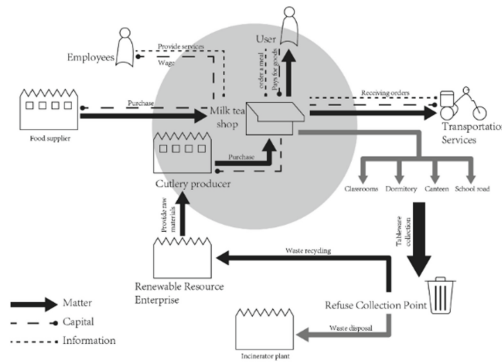 User
Employees
Provide services
Wage
order a meal
Pays for goods
Receiving orders
Purchase
Milk tea
shop
Food supplier
Transportation
Services
Purchase
Cutlery producer
Classrooms
Dormitory
Canteen
School road
Provide raw
materials
Tableware
collection
Waste recycling
Renewable Resource
Enterprise
Refuse Collection Point
Matter
Capital
Information
Waste disposal
Incinerator plant